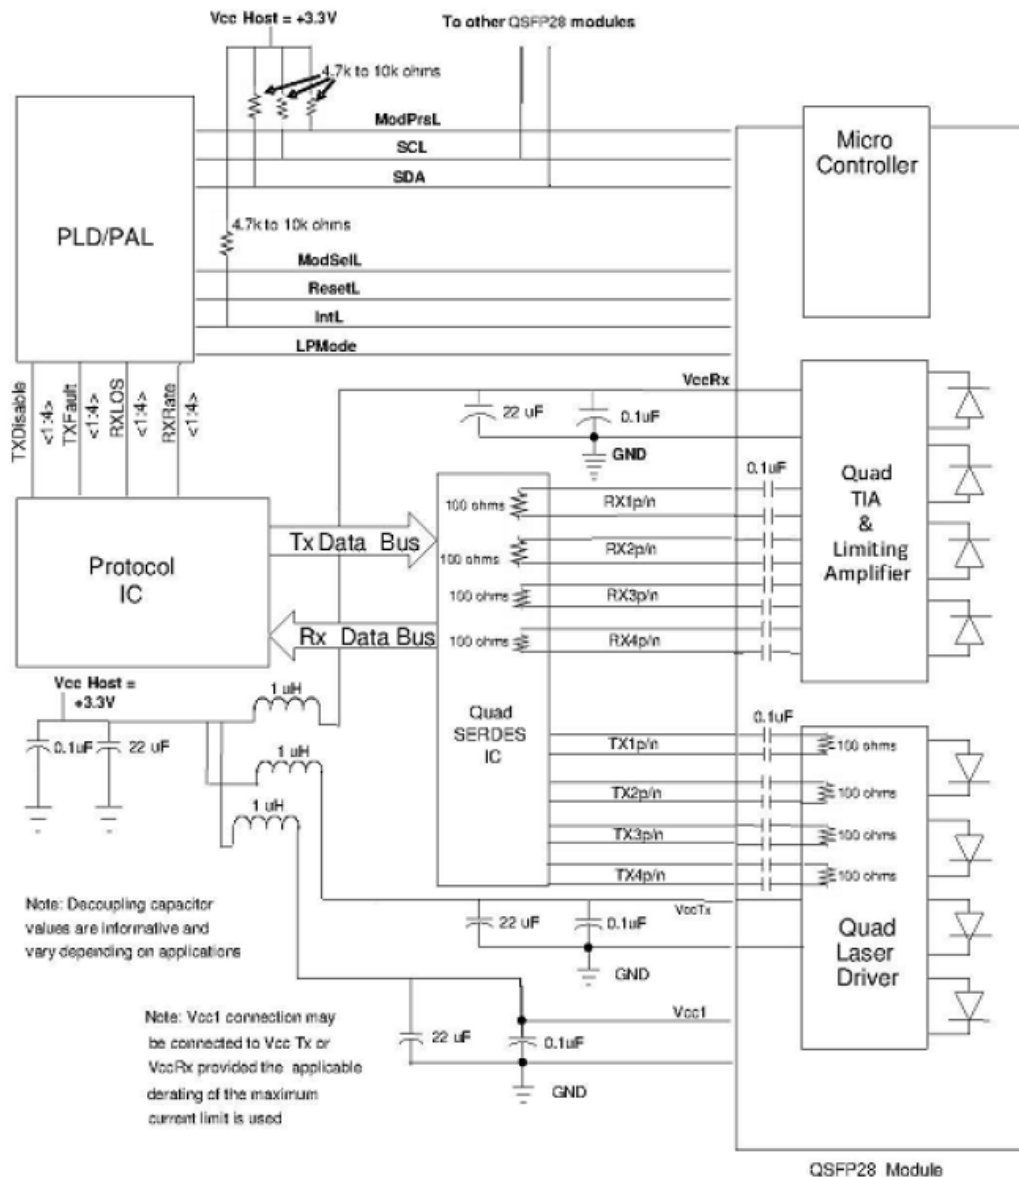 Vcc Host = +3.3V
To other QSFP28 modules
4.7k to 10k ohms
ModPrsL
SCL
SDA
Micro
Controller
PLD/PAL
4.7k to 10k ohms
ModSelL
ResetL
IntL
LPMode
TXDisable
<1:4>
TXFault
<1:4>
RXLOS
<1:4>
RXRate
<1:4>
VccRx
22 uF
0.1uF
GND
0.1uF
Quad
TIA
&
Limiting
Amplifier
100 ohms
RX1p/n
100 ohms
RX2p/n
100 ohms
RX3p/n
100 ohms
RX4p/n
Tx Data Bus
Protocol
IC
Rx Data Bus
Vcc Host =
+3.3V
0.1uF
22 uF
1 uH
1 uH
1 uH
Quad
SERDES
IC
0.1uF
TX1p/n
100 ohms
TX2p/n
100 ohms
TX3p/n
100 ohms
TX4p/n
100 ohms
Quad
Laser
Driver
VccTx
22 uF
0.1uF
GND
Note: Decoupling capacitor
values are informative and
vary depending on applications
Vcc1
22 uF
0.1uF
GND
Note: Vcc1 connection may
be connected to Vcc Tx or
VccRx provided the applicable
derating of the maximum
current limit is used
QSFP28 Module